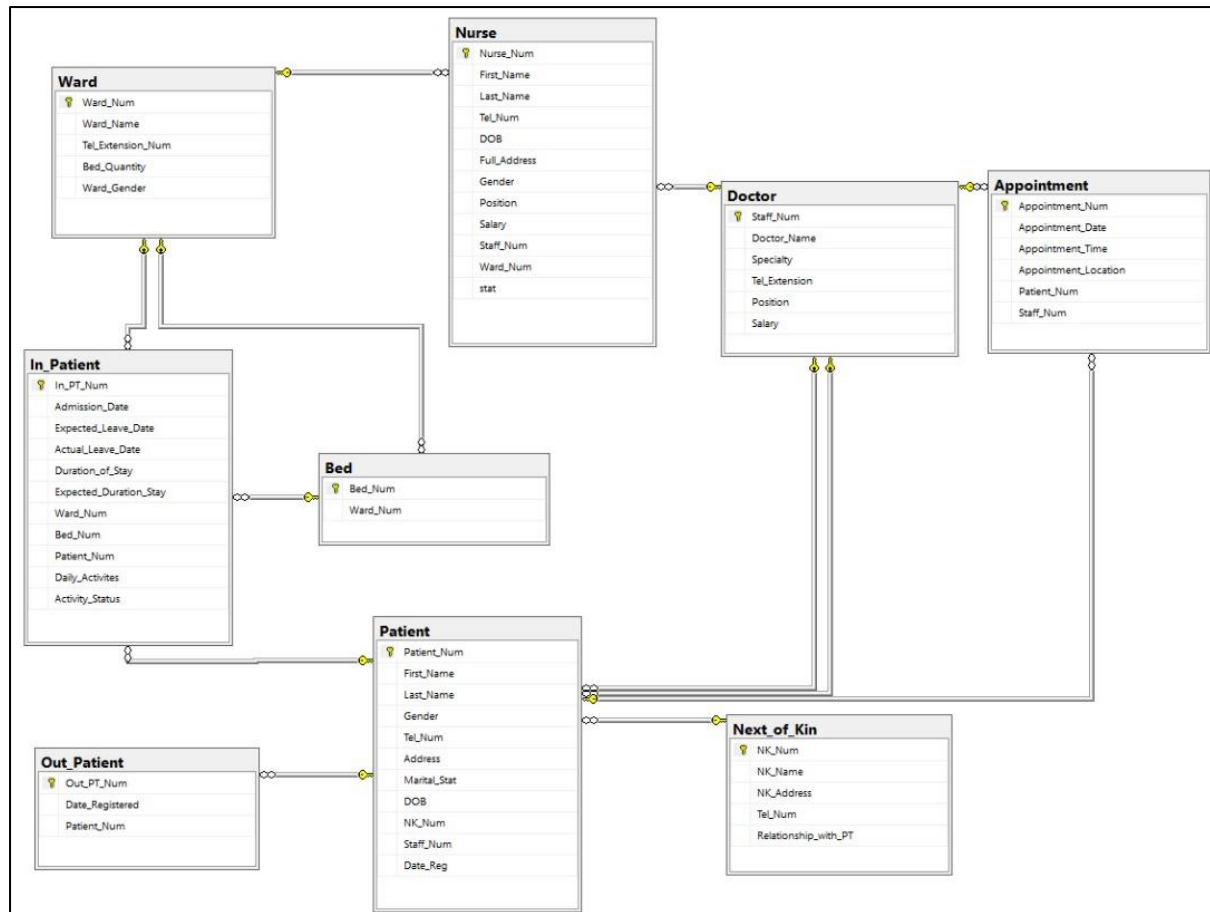 Nurse
Nurse_Num
First_Name
Last_Name
Tel_Num
DOB
Full_Address
Gender
Position
Salary
Staff_Num
Ward_Num
stat
Ward
Ward_Num
Ward_Name
Tel_Extension_Num
Bed_Quantity
Ward_Gender
Doctor
Staff_Num
Doctor_Name
Specialty
Tel_Extension
Position
Salary
Appointment
Appointment_Num
Appointment_Date
Appointment_Time
Appointment_Location
Patient_Num
Staff_Num
In_Patient
In_PT_Num
Admission_Date
Expected_Leave_Date
Actual_Leave_Date
Duration_of_Stay
Expected_Duration_Stay
Ward_Num
Bed_Num
Patient_Num
Daily_Activites
Activity_Status
Bed
Bed_Num
Ward_Num
Patient
Patient_Num
First_Name
Last_Name
Gender
Tel_Num
Address
Marital_Stat
DOB
NK_Num
Staff_Num
Date_Reg
Next_of_Kin
NK_Num
NK_Name
NK_Address
Tel_Num
Relationship_with_PT
Out_Patient
Out_PT_Num
Date_Registered
Patient_Num